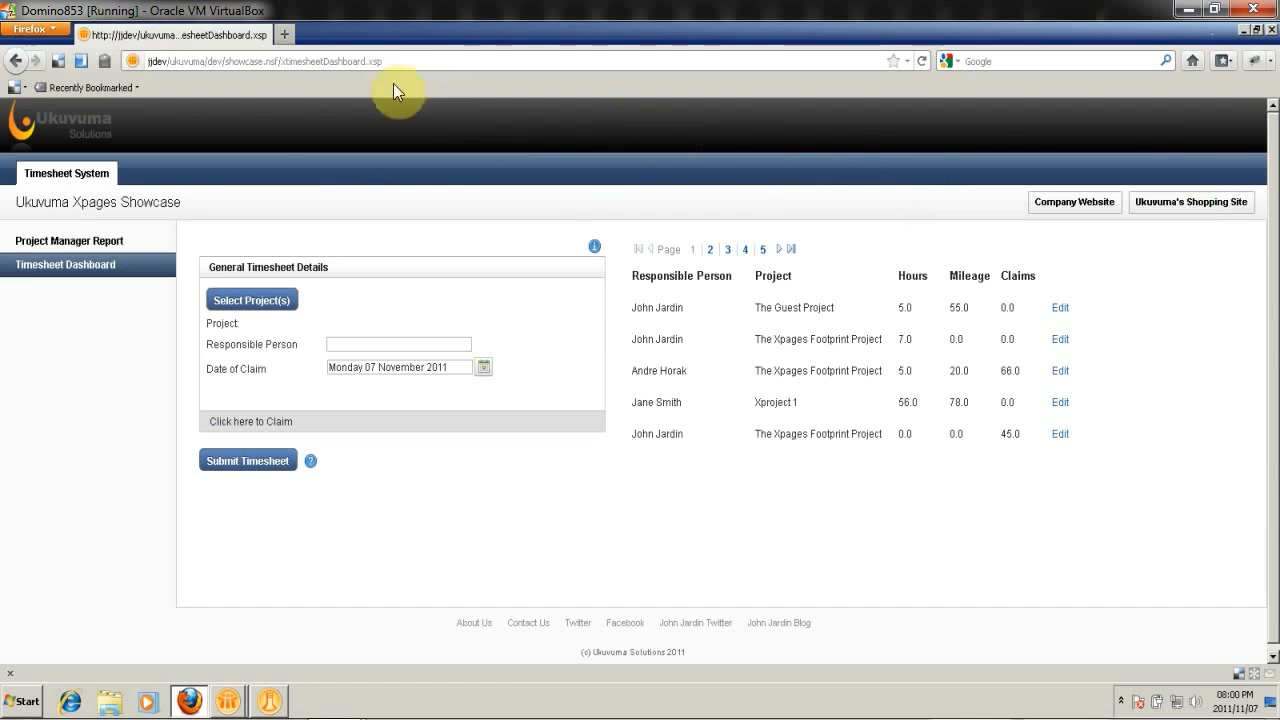 Domino853 [Running] - Oracle VM VirtualBox
Firefox
http://jjdev/ukuvuma...esheetDashboard.xsp
jjdev/ukuvuma/dev/showcase.nsf/xtimesheetDashboard.xsp
Google
Recently Bookmarked
Ukuvuma
Solutions
Timesheet System
Ukuvuma Xpages Showcase
Company Website
Ukuvuma's Shopping Site
Project Manager Report
Timesheet Dashboard
General Timesheet Details
Select Project(s)
Project:
Responsible Person
Date of Claim
Monday 07 November 2011
Click here to Claim
Submit Timesheet
Page 1 | 2 | 3 | 4 | 5
Responsible Person Project Hours Mileage Claims
John Jardin The Guest Project 5.0 55.0 0.0 Edit
John Jardin The Xpages Footprint Project 7.0 0.0 0.0 Edit
Andre Horak The Xpages Footprint Project 5.0 20.0 66.0 Edit
Jane Smith Xproject 1 56.0 78.0 0.0 Edit
John Jardin The Xpages Footprint Project 0.0 0.0 45.0 Edit
About Us Contact Us Twitter Facebook John Jardin Twitter John Jardin Blog
(c) Ukuvuma Solutions 2011
Start
08:00 PM
2011/11/07